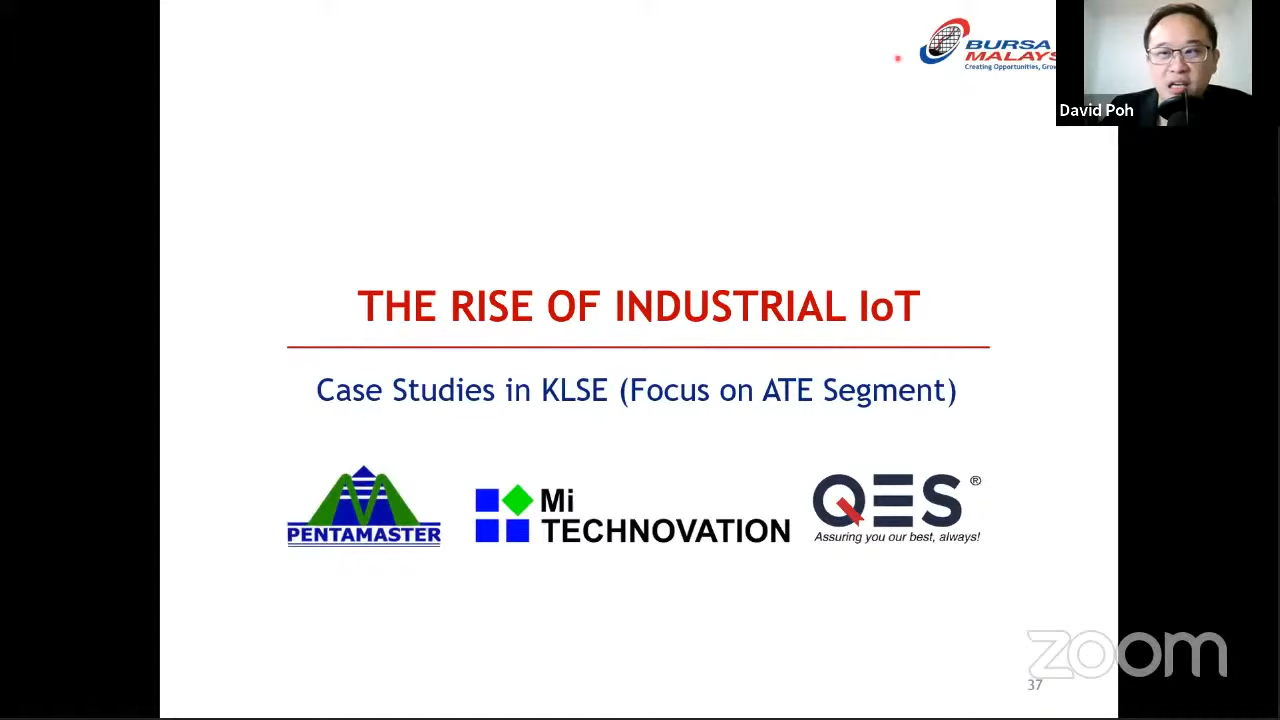 BURSA
MALAYS
Creating Opportunities, Grow
David Poh
THE RISE OF INDUSTRIAL IoT
Case Studies in KLSE (Focus on ATE Segment)
PENTAMASTER
Mi
TECHNOVATION
QES®
Assuring you our best, always!
zoom
37